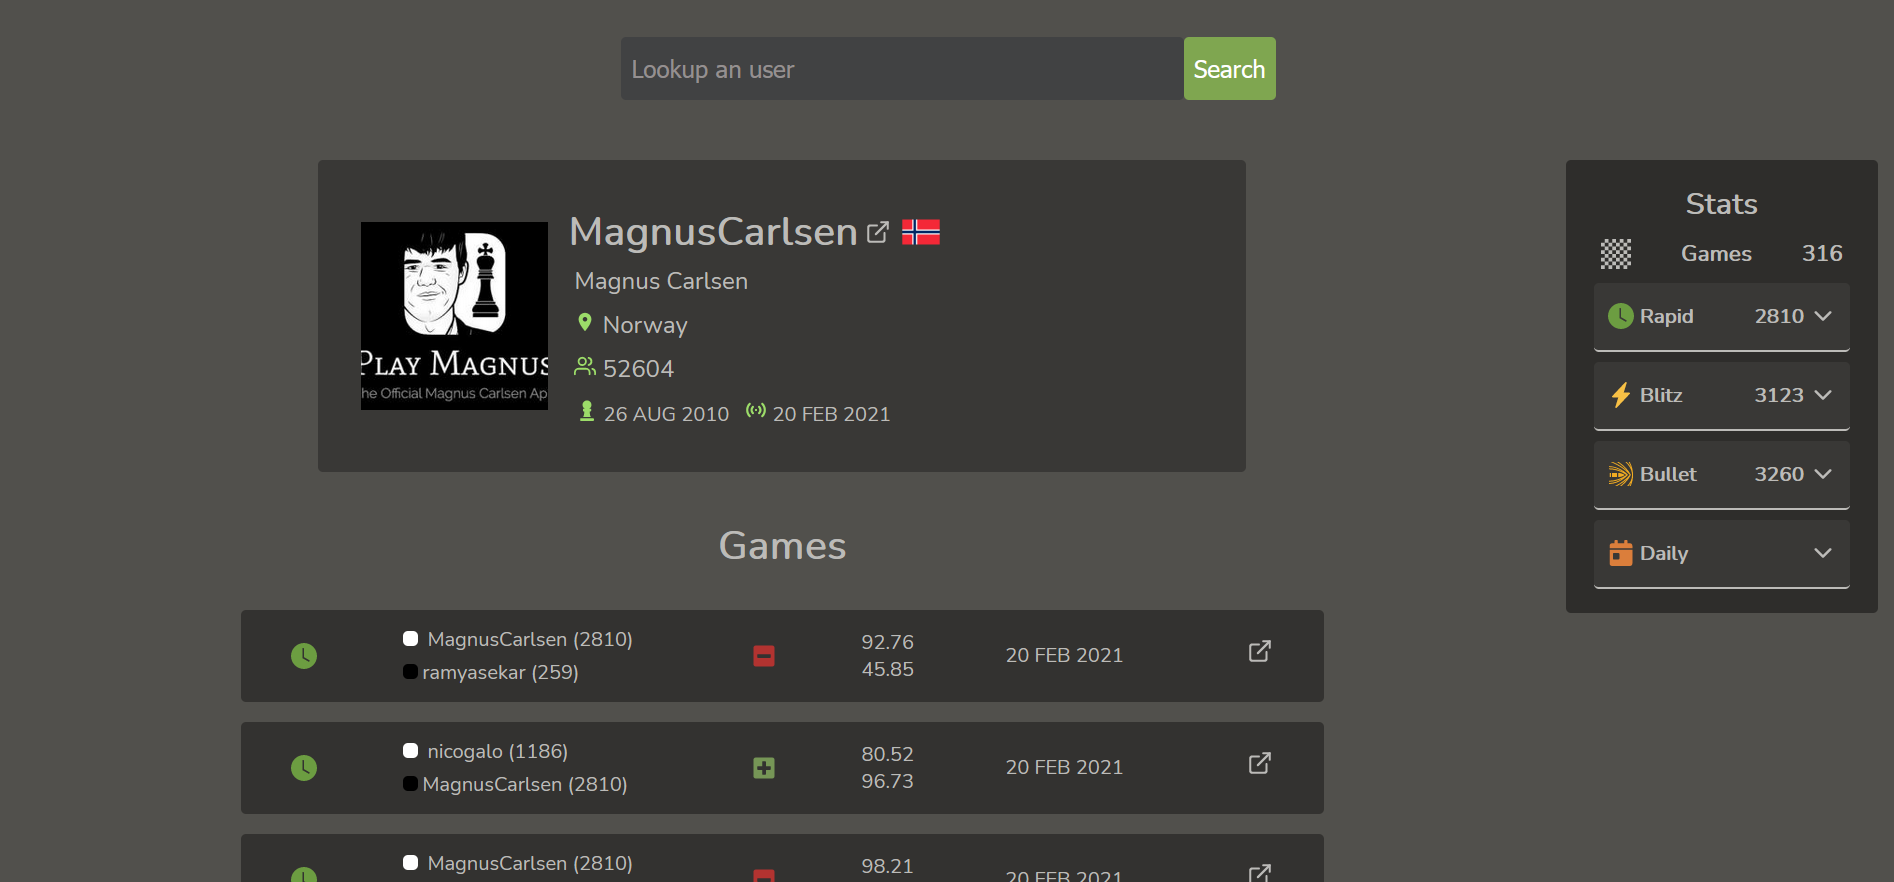 Lookup an user
Search
PLAY MAGNUS
he Official Magnus Carlsen Ap
MagnusCarlsen
Magnus Carlsen
Norway
52604
26 AUG 2010 20 FEB 2021
Stats
Games 316
Rapid 2810
Blitz 3123
Bullet 3260
Daily
Games
MagnusCarlsen (2810)
ramyasekar (259)
92.76
45.85
20 FEB 2021
nicogalo (1186)
MagnusCarlsen (2810)
80.52
96.73
20 FEB 2021
MagnusCarlsen (2810)
98.21
20 FEB 2021